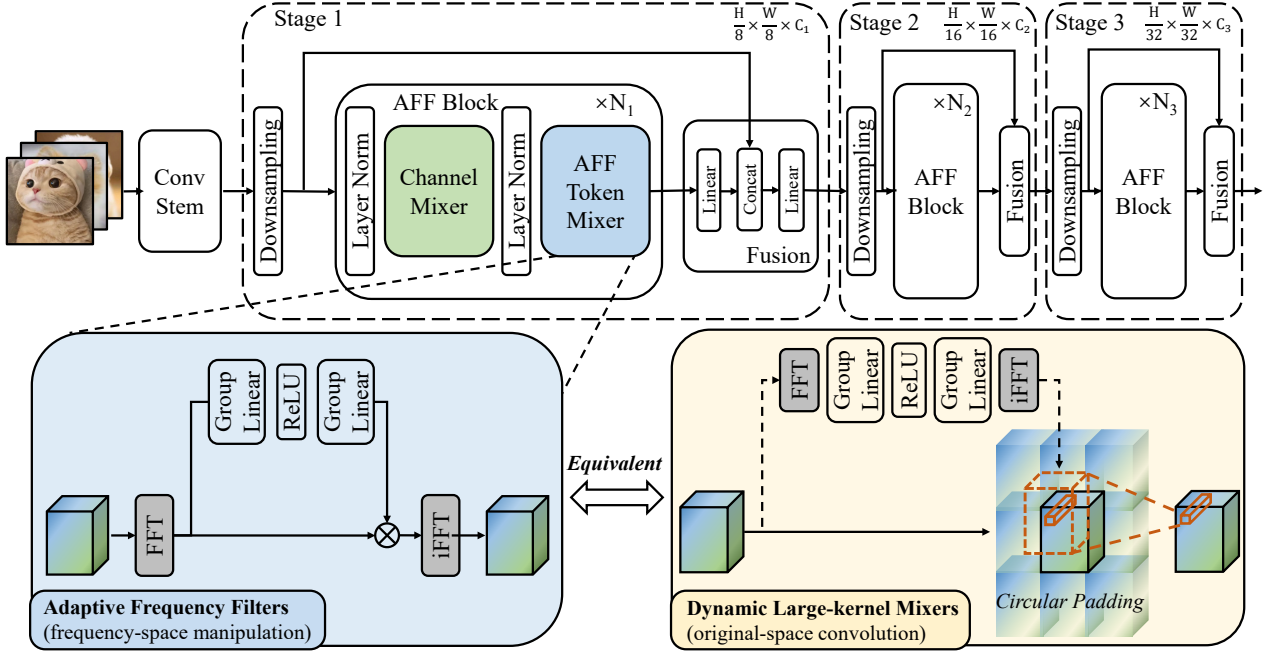 Stage 1
H/8 × W/8 × C₁
Stage 2
H/16 × W/16 × C₂
Stage 3
H/32 × W/32 × C₃
Conv
Stem
Downsampling
AFF Block
×N₁
Layer Norm
Channel
Mixer
Layer Norm
AFF
Token
Mixer
Linear
Concat
Linear
Fusion
Downsampling
×N₂
AFF
Block
Fusion
Downsampling
×N₃
AFF
Block
Fusion
Group
Linear
ReLU
Group
Linear
FFT
iFFT
Adaptive Frequency Filters
(frequency-space manipulation)
Equivalent
FFT
Group
Linear
ReLU
Group
Linear
iFFT
Circular Padding
Dynamic Large-kernel Mixers
(original-space convolution)